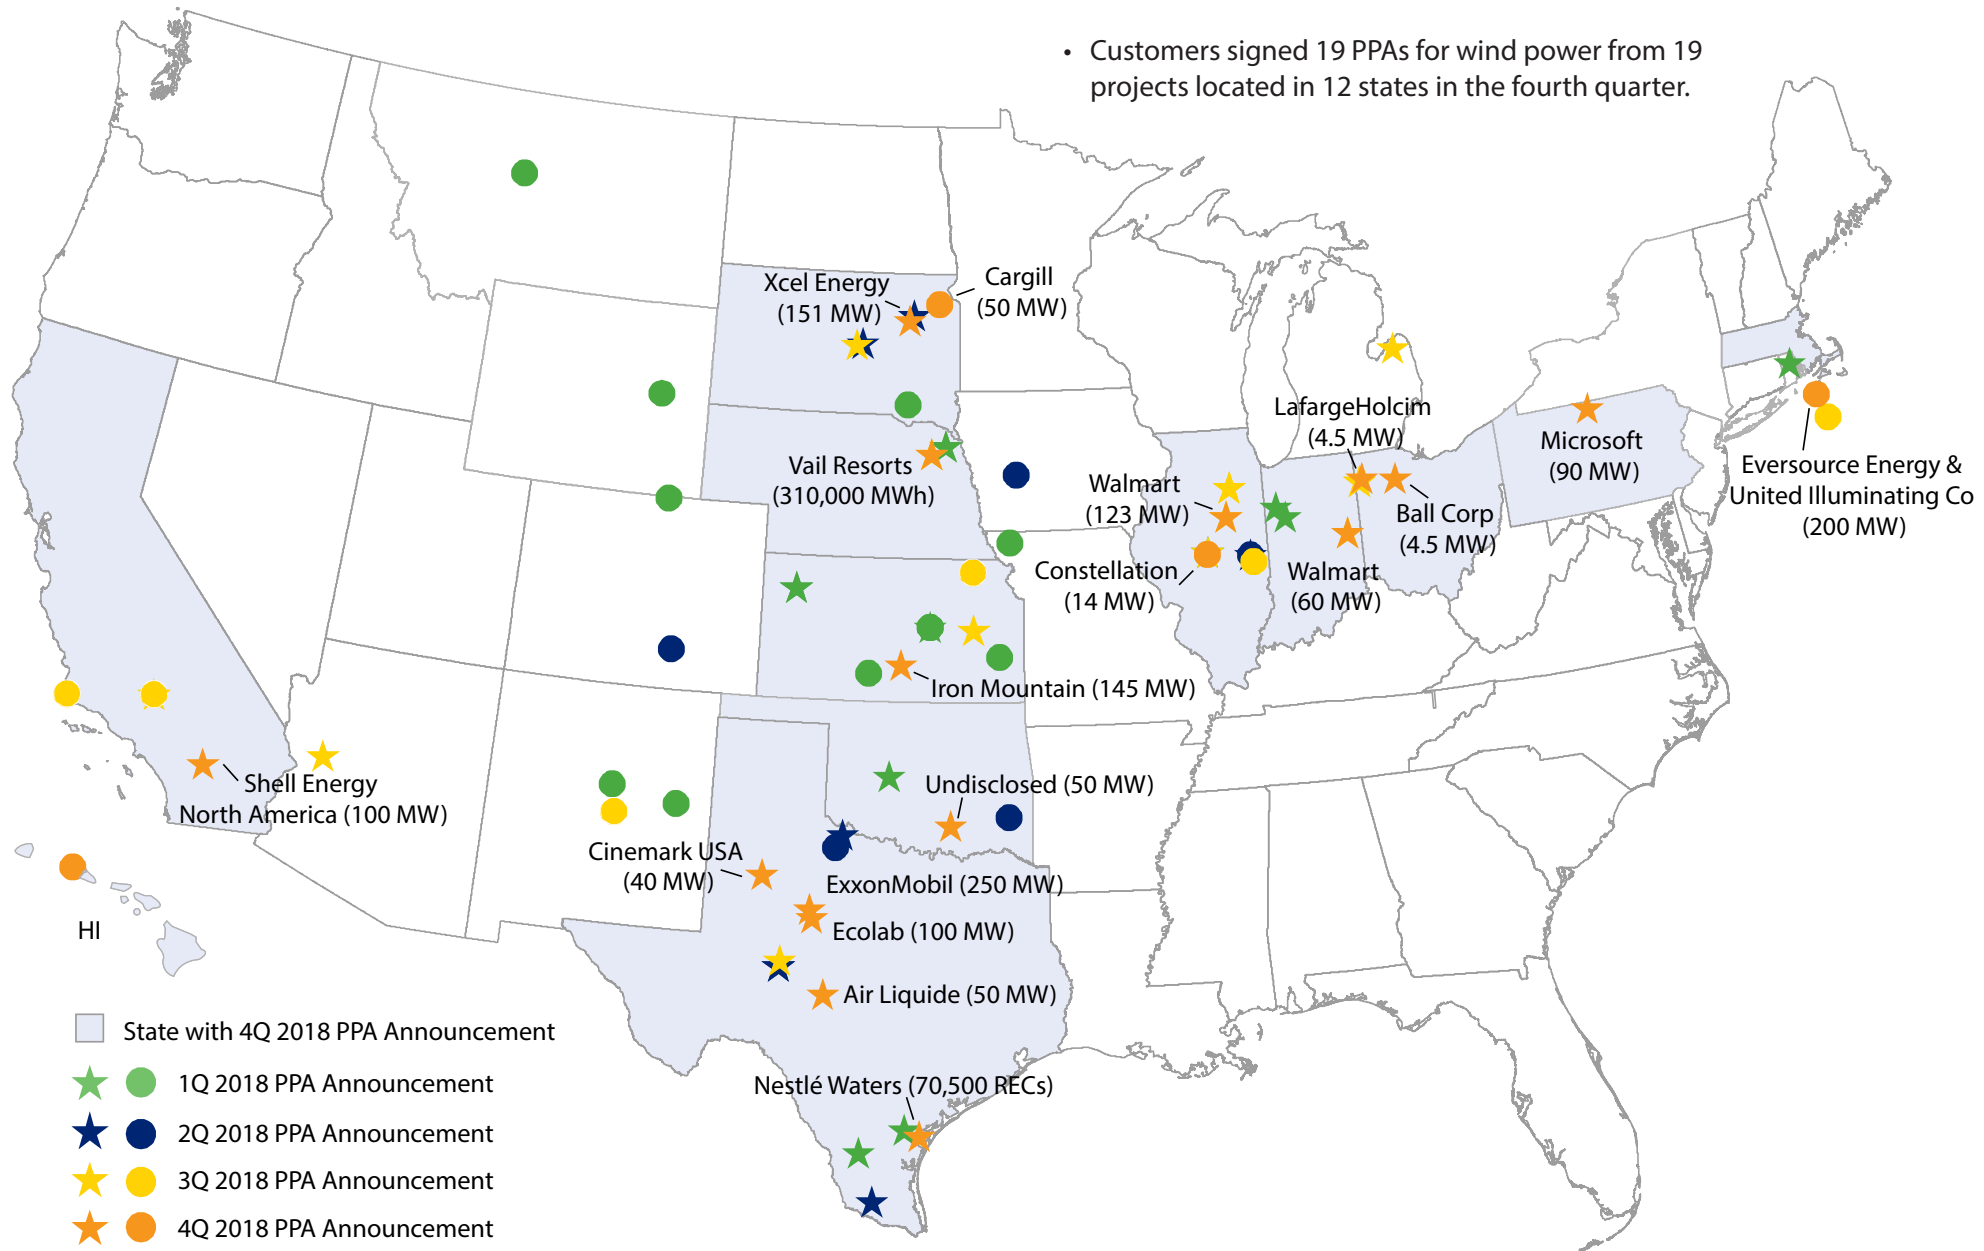 • Customers signed 19 PPAs for wind power from 19
projects located in 12 states in the fourth quarter.
Xcel Energy
(151 MW)
Cargill
(50 MW)
LafargeHolcim
(4.5 MW)
Vail Resorts
(310,000 MWh)
Walmart
(123 MW)
Ball Corp
(4.5 MW)
Microsoft
(90 MW)
Eversource Energy &
United Illuminating Co
(200 MW)
Constellation
(14 MW)
Walmart
(60 MW)
Iron Mountain (145 MW)
Shell Energy
North America (100 MW)
Undisclosed (50 MW)
Cinemark USA
(40 MW)
ExxonMobil (250 MW)
Ecolab (100 MW)
HI
Air Liquide (50 MW)
Nestlé Waters (70,500 RECs)
State with 4Q 2018 PPA Announcement
1Q 2018 PPA Announcement
2Q 2018 PPA Announcement
3Q 2018 PPA Announcement
4Q 2018 PPA Announcement